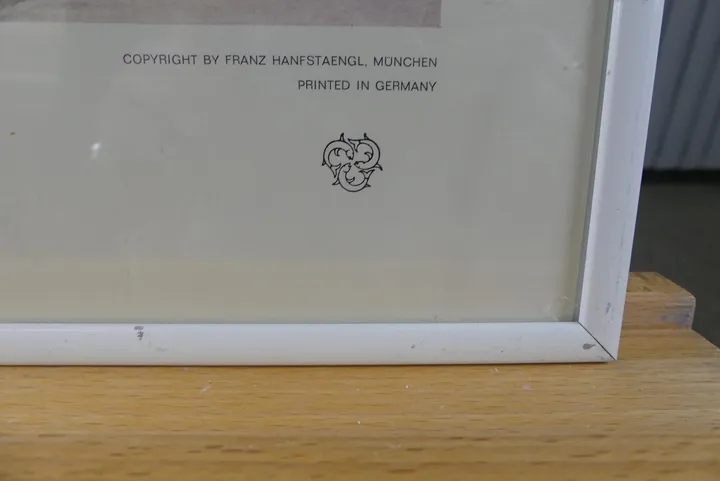 COPYRIGHT BY FRANZ HANFSTAENGL, MÜNCHEN
PRINTED IN GERMANY